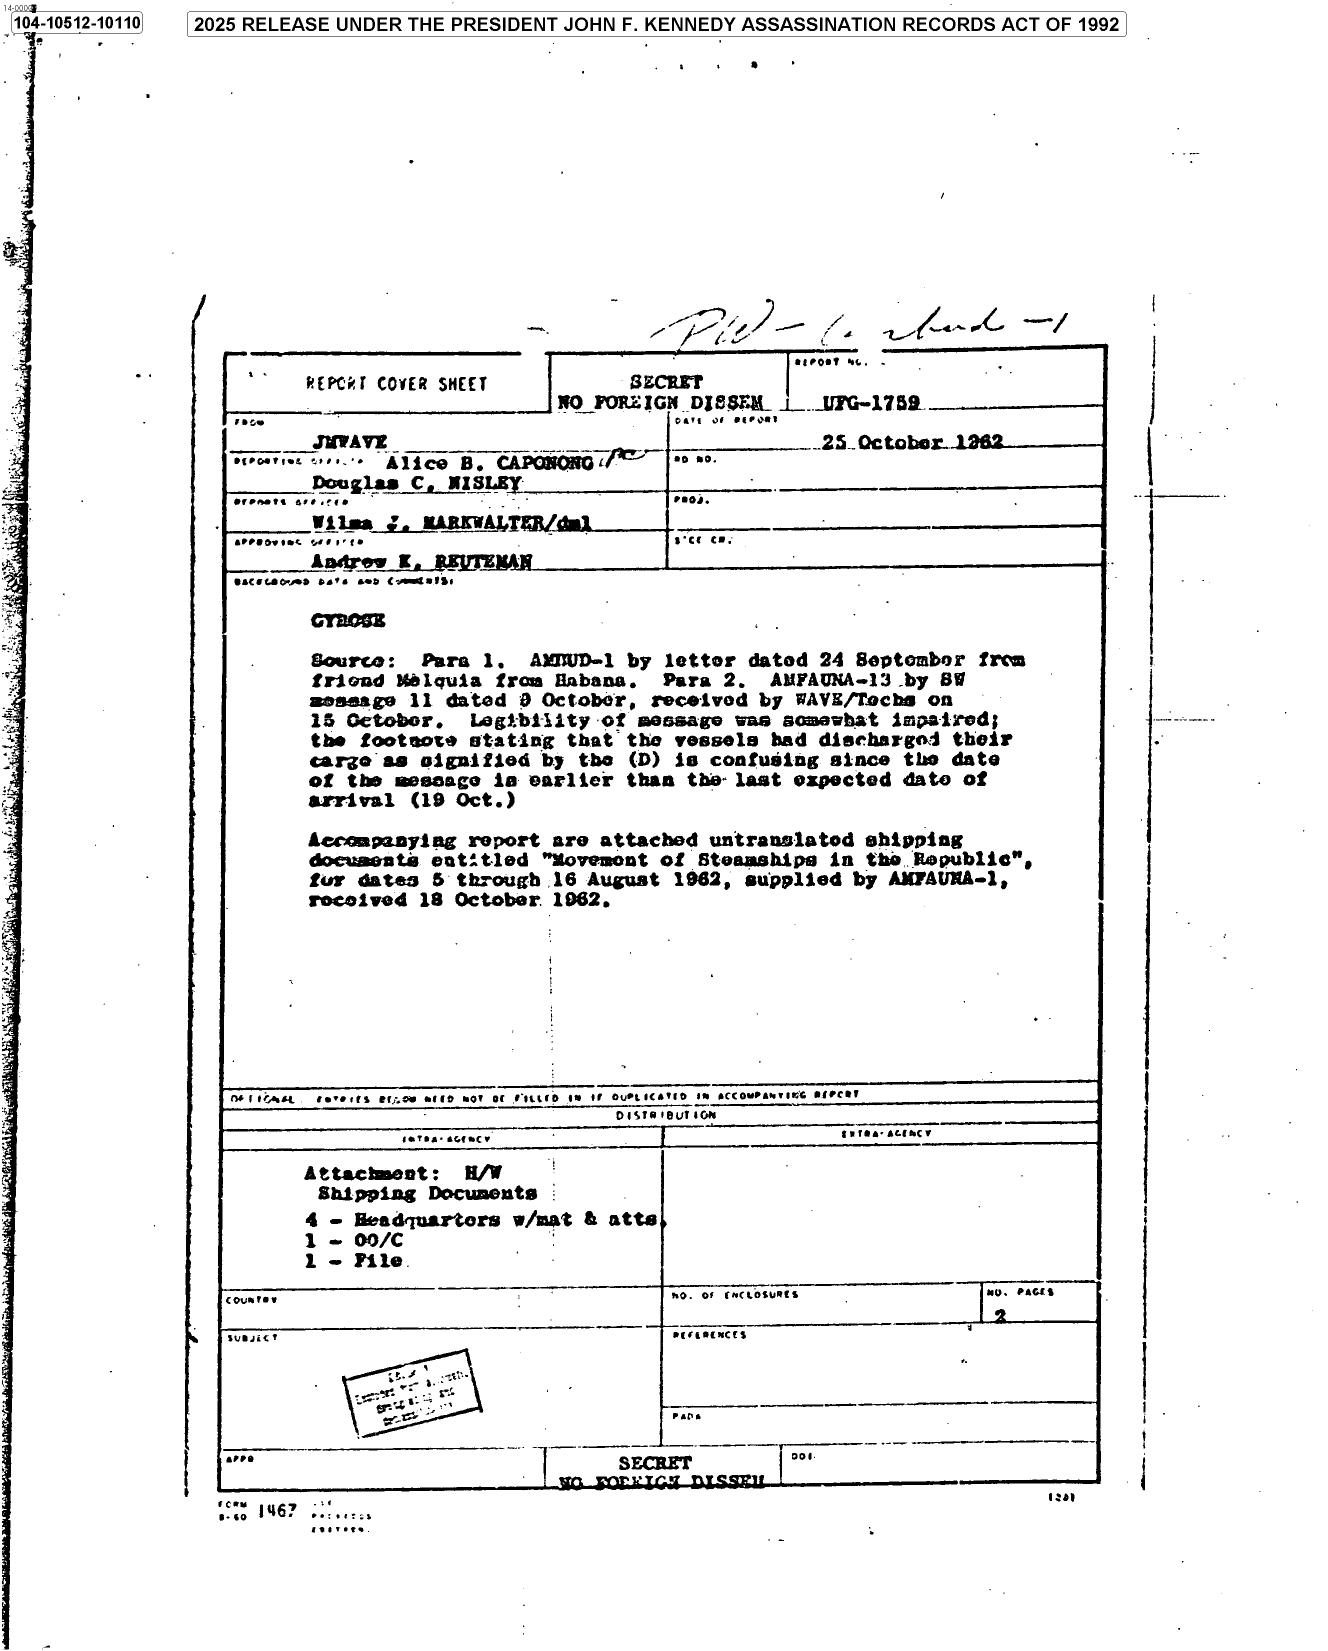 14-00000
104-10512-10110
2025 RELEASE UNDER THE PRESIDENT JOHN F. KENNEDY ASSASSINATION RECORDS ACT OF 1992
REPORT COVER SHEET
SECRET
NO FOREIGN DISSEM
REPORT NO.
UFG-1759
FROM
JMWAVE
DATE OF REPORT
25 October 1962
REPORTING OFFICER Alice B. CAPONONG
Douglas C. NISLEY
RD NO.
REPORTS OFFICER
Wilma J. MARKWALTER/dml
PROJ.
APPROVING OFFICER
Andrew K. REUTEMAN
BACKGROUND DATA AND COMMENTS:
GYROSE
Source: Para 1. AMBUD-1 by letter dated 24 September from
friend Melquia from Habana. Para 2. AMFAUNA-13 by SW
message 11 dated 9 October, received by WAVE/Techs on
15 October. Legibility of message was somewhat impaired;
the footnote stating that the vessels had discharged their
cargo as signified by the (D) is confusing since the date
of the message is earlier than the last expected date of
arrival (19 Oct.)
Accompanying report are attached untranslated shipping
documents entitled "Movement of Steamships in the Republic",
for dates 5 through 16 August 1962, supplied by AMFAUNA-1,
received 18 October 1962.
OPTIONAL ENTRIES BELOW NEED NOT BE FILLED IN IF DUPLICATED IN ACCOMPANYING REPORT
DISTRIBUTION
INTRA-AGENCY
EXTRA-AGENCY
Attachment: H/W
Shipping Documents
4 - Headquarters w/mat & atts.
1 - OO/C
1 - File
COUNTRY
NO. OF ENCLOSURES
NO. PAGES
2
SUBJECT
REFERENCES
PADA
APPR
SECRET
NO FOREIGN DISSEM
DOI
FORM
8-60 1467
(20)